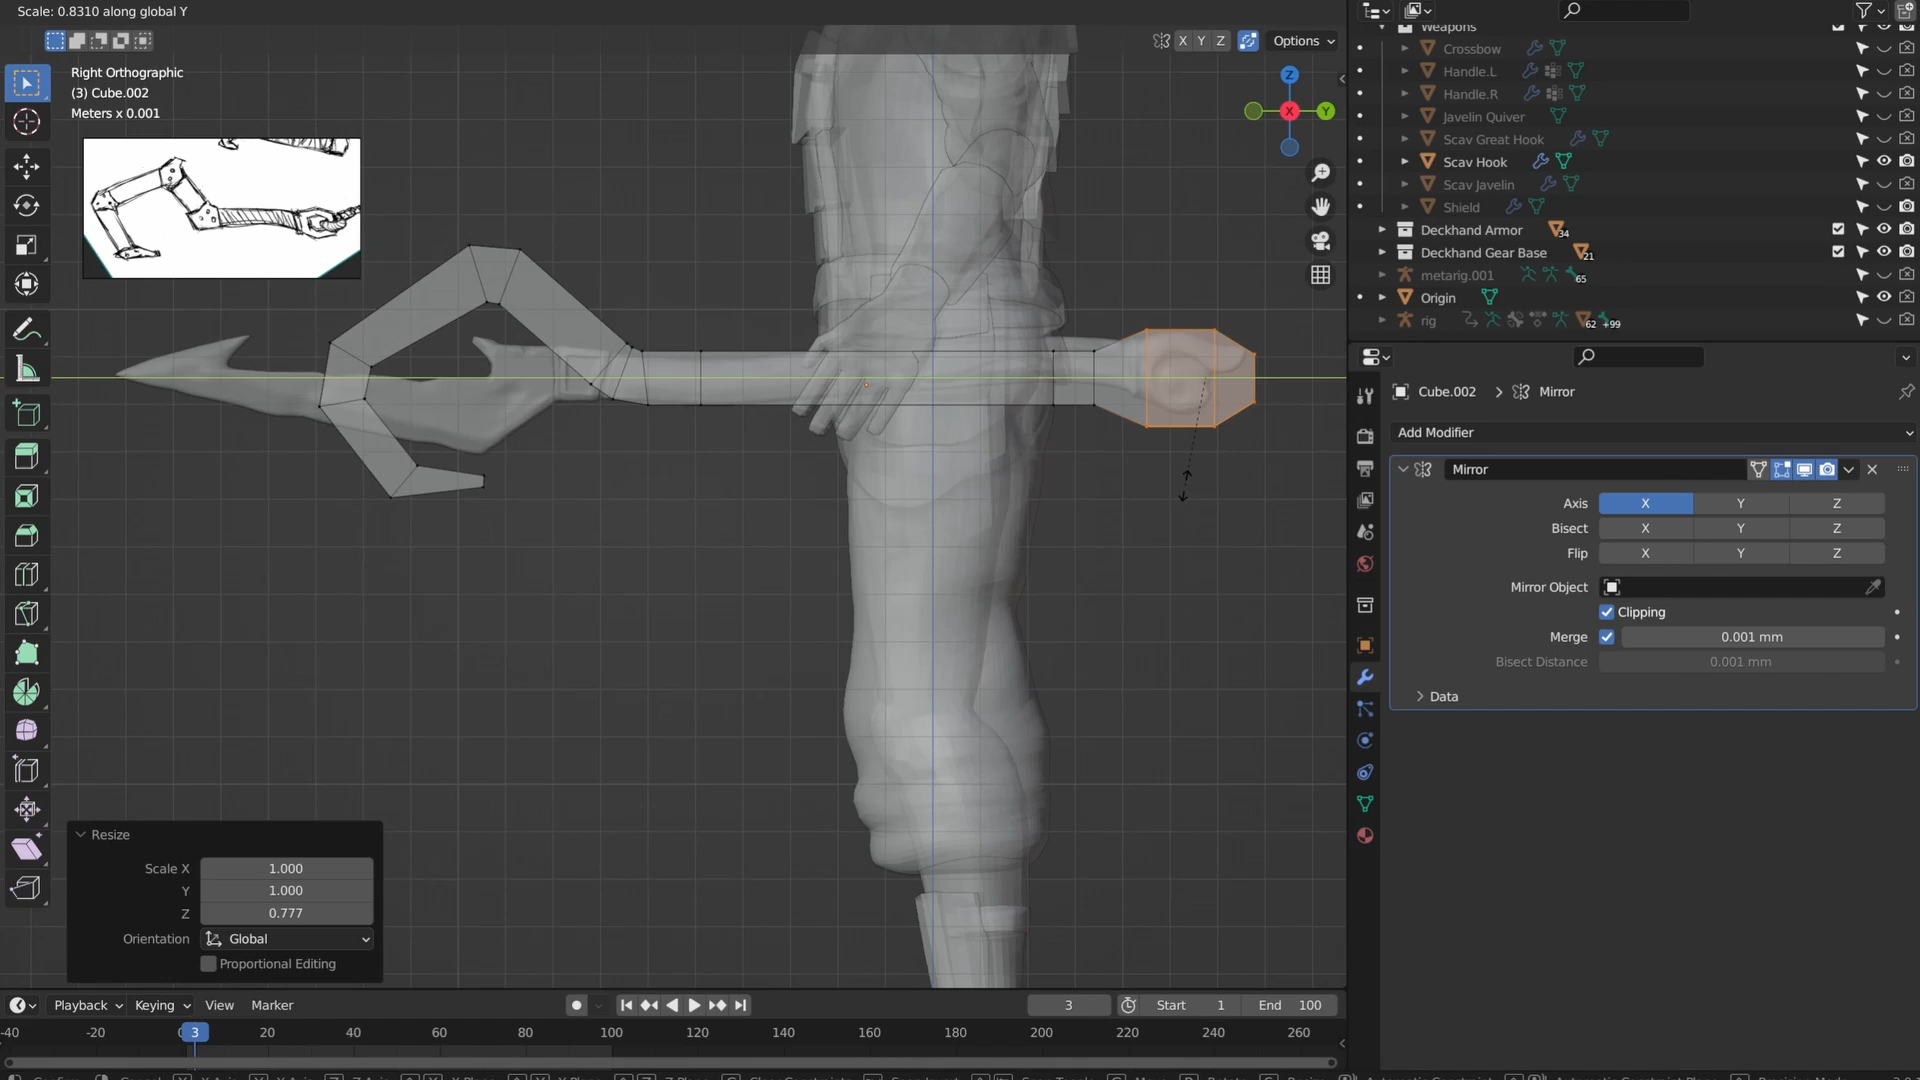 Scale: 0.8310 along global Y
X Y Z
Options
Right Orthographic
(3) Cube.002
Meters x 0.001
Z
X
Y
Weapons
Crossbow
Handle.L
Handle.R
Javelin Quiver
Scav Great Hook
Scav Hook
Scav Javelin
Shield
Deckhand Armor 34
Deckhand Gear Base 21
metarig.001 65
Origin
rig 62 +99
Cube.002 > Mirror
Add Modifier
Mirror
Axis X Y Z
Bisect X Y Z
Flip X Y Z
Mirror Object
Clipping
Merge 0.001 mm
Bisect Distance 0.001 mm
Data
Resize
Scale X 1.000
Y 1.000
Z 0.777
Orientation Global
Proportional Editing
Playback Keying View Marker
3 Start 1 End 100
-40 -20 3 20 40 60 80 100 120 140 160 180 200 220 240 260